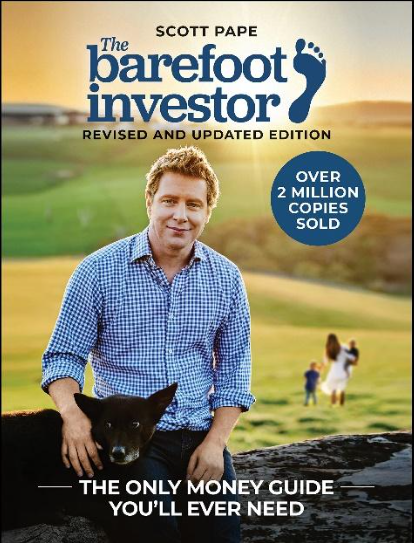 SCOTT PAPE
The
barefoot
investor
REVISED AND UPDATED EDITION
OVER
2 MILLION
COPIES
SOLD
THE ONLY MONEY GUIDE
YOU'LL EVER NEED